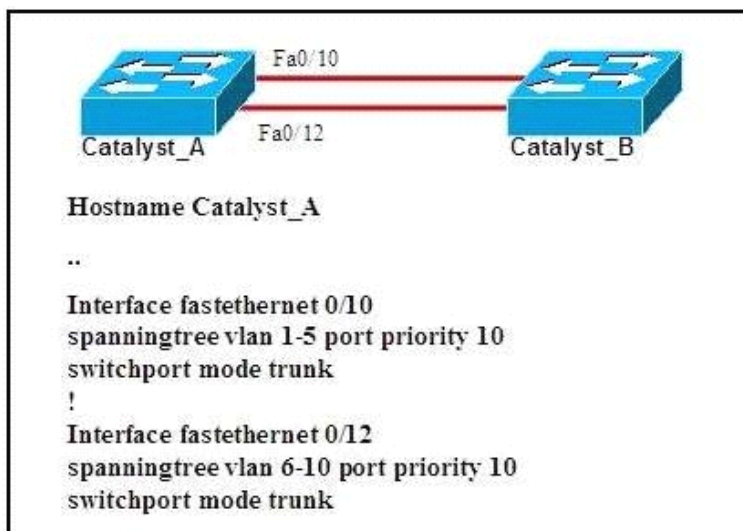 Fa0/10
Fa0/12
Catalyst_A
Catalyst_B
Hostname Catalyst_A
..
Interface fastethernet 0/10
spanningtree vlan 1-5 port priority 10
switchport mode trunk
!
Interface fastethernet 0/12
spanningtree vlan 6-10 port priority 10
switchport mode trunk